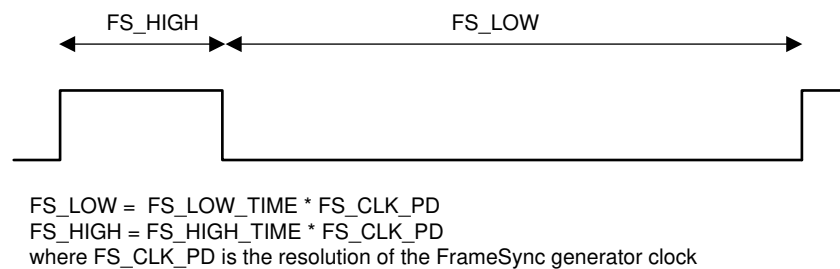 FS_HIGH FS_LOW
FS_LOW = FS_LOW_TIME * FS_CLK_PD
FS_HIGH = FS_HIGH_TIME * FS_CLK_PD
where FS_CLK_PD is the resolution of the FrameSync generator clock